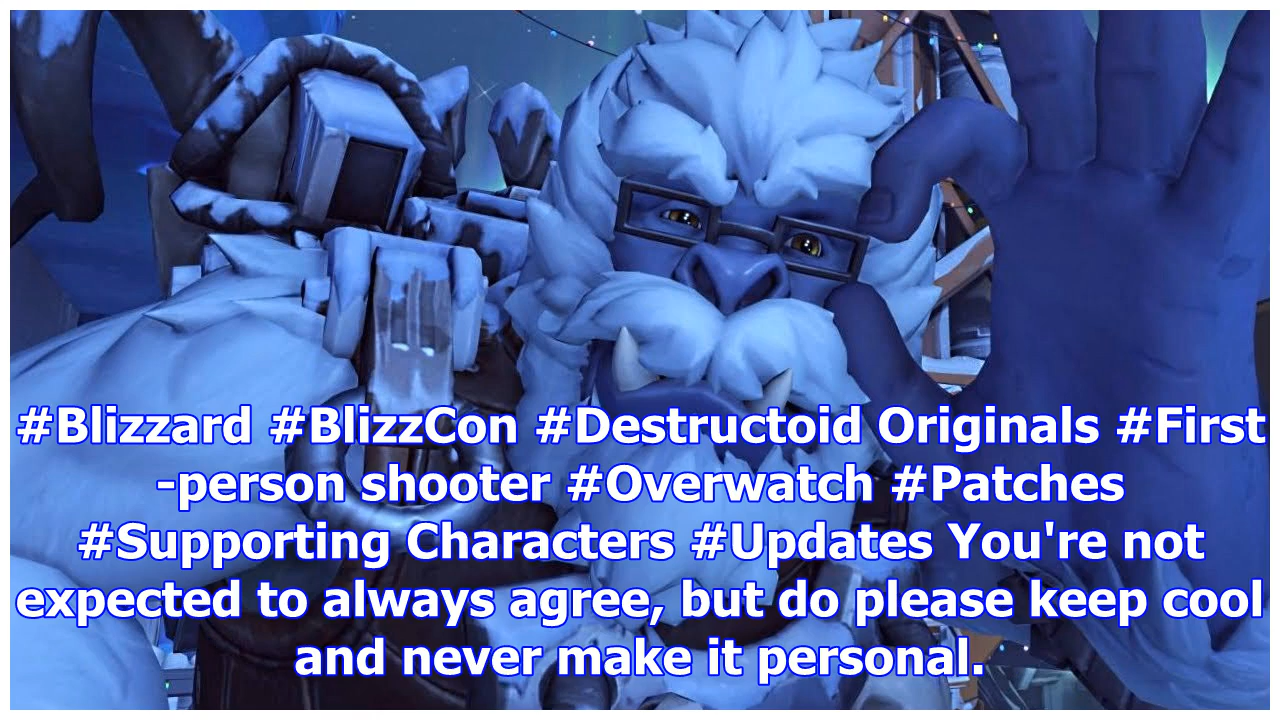 #Blizzard #BlizzCon #Destructoid Originals #First
-person shooter #Overwatch #Patches
#Supporting Characters #Updates You're not
expected to always agree, but do please keep cool
and never make it personal.